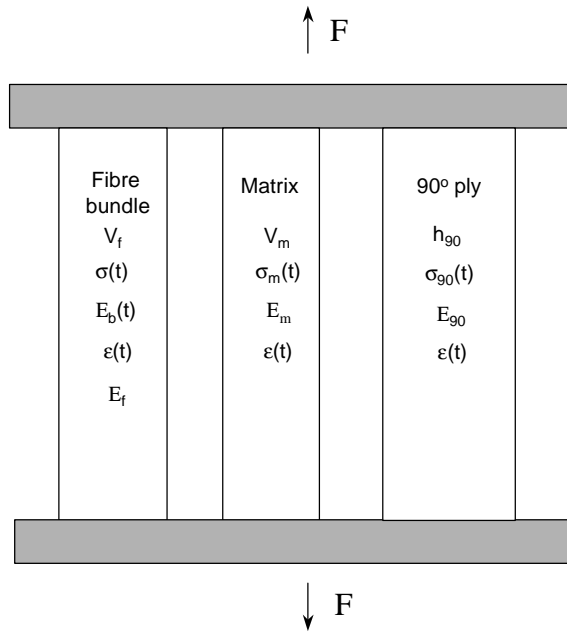 F
Fibre bundle
V_f
σ(t)
E_b(t)
ε(t)
E_f
Matrix
V_m
σ_m(t)
E_m
ε(t)
90° ply
h_90
σ_90(t)
E_90
ε(t)
F